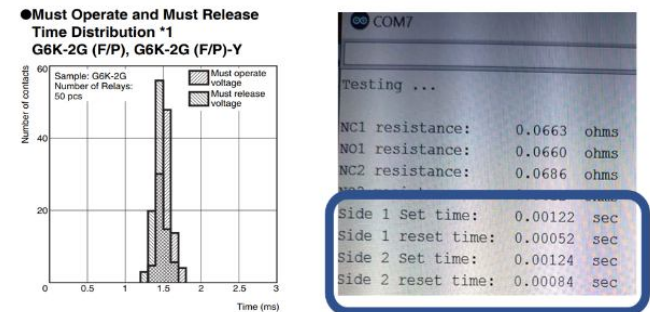 ●Must Operate and Must Release
Time Distribution *1
G6K-2G (F/P), G6K-2G (F/P)-Y
Number of contacts
60
40
20
0
0.5
1
1.5
2
2.5
3
Time (ms)
Sample: G6K-2G
Number of Relays:
50 pcs
Must operate
voltage
Must release
voltage
COM7
Testing ...
NC1 resistance: 0.0663 ohms
NO1 resistance: 0.0660 ohms
NC2 resistance: 0.0686 ohms
Side 1 Set time: 0.00122 sec
Side 1 reset time: 0.00052 sec
Side 2 Set time: 0.00124 sec
Side 2 reset time: 0.00084 sec